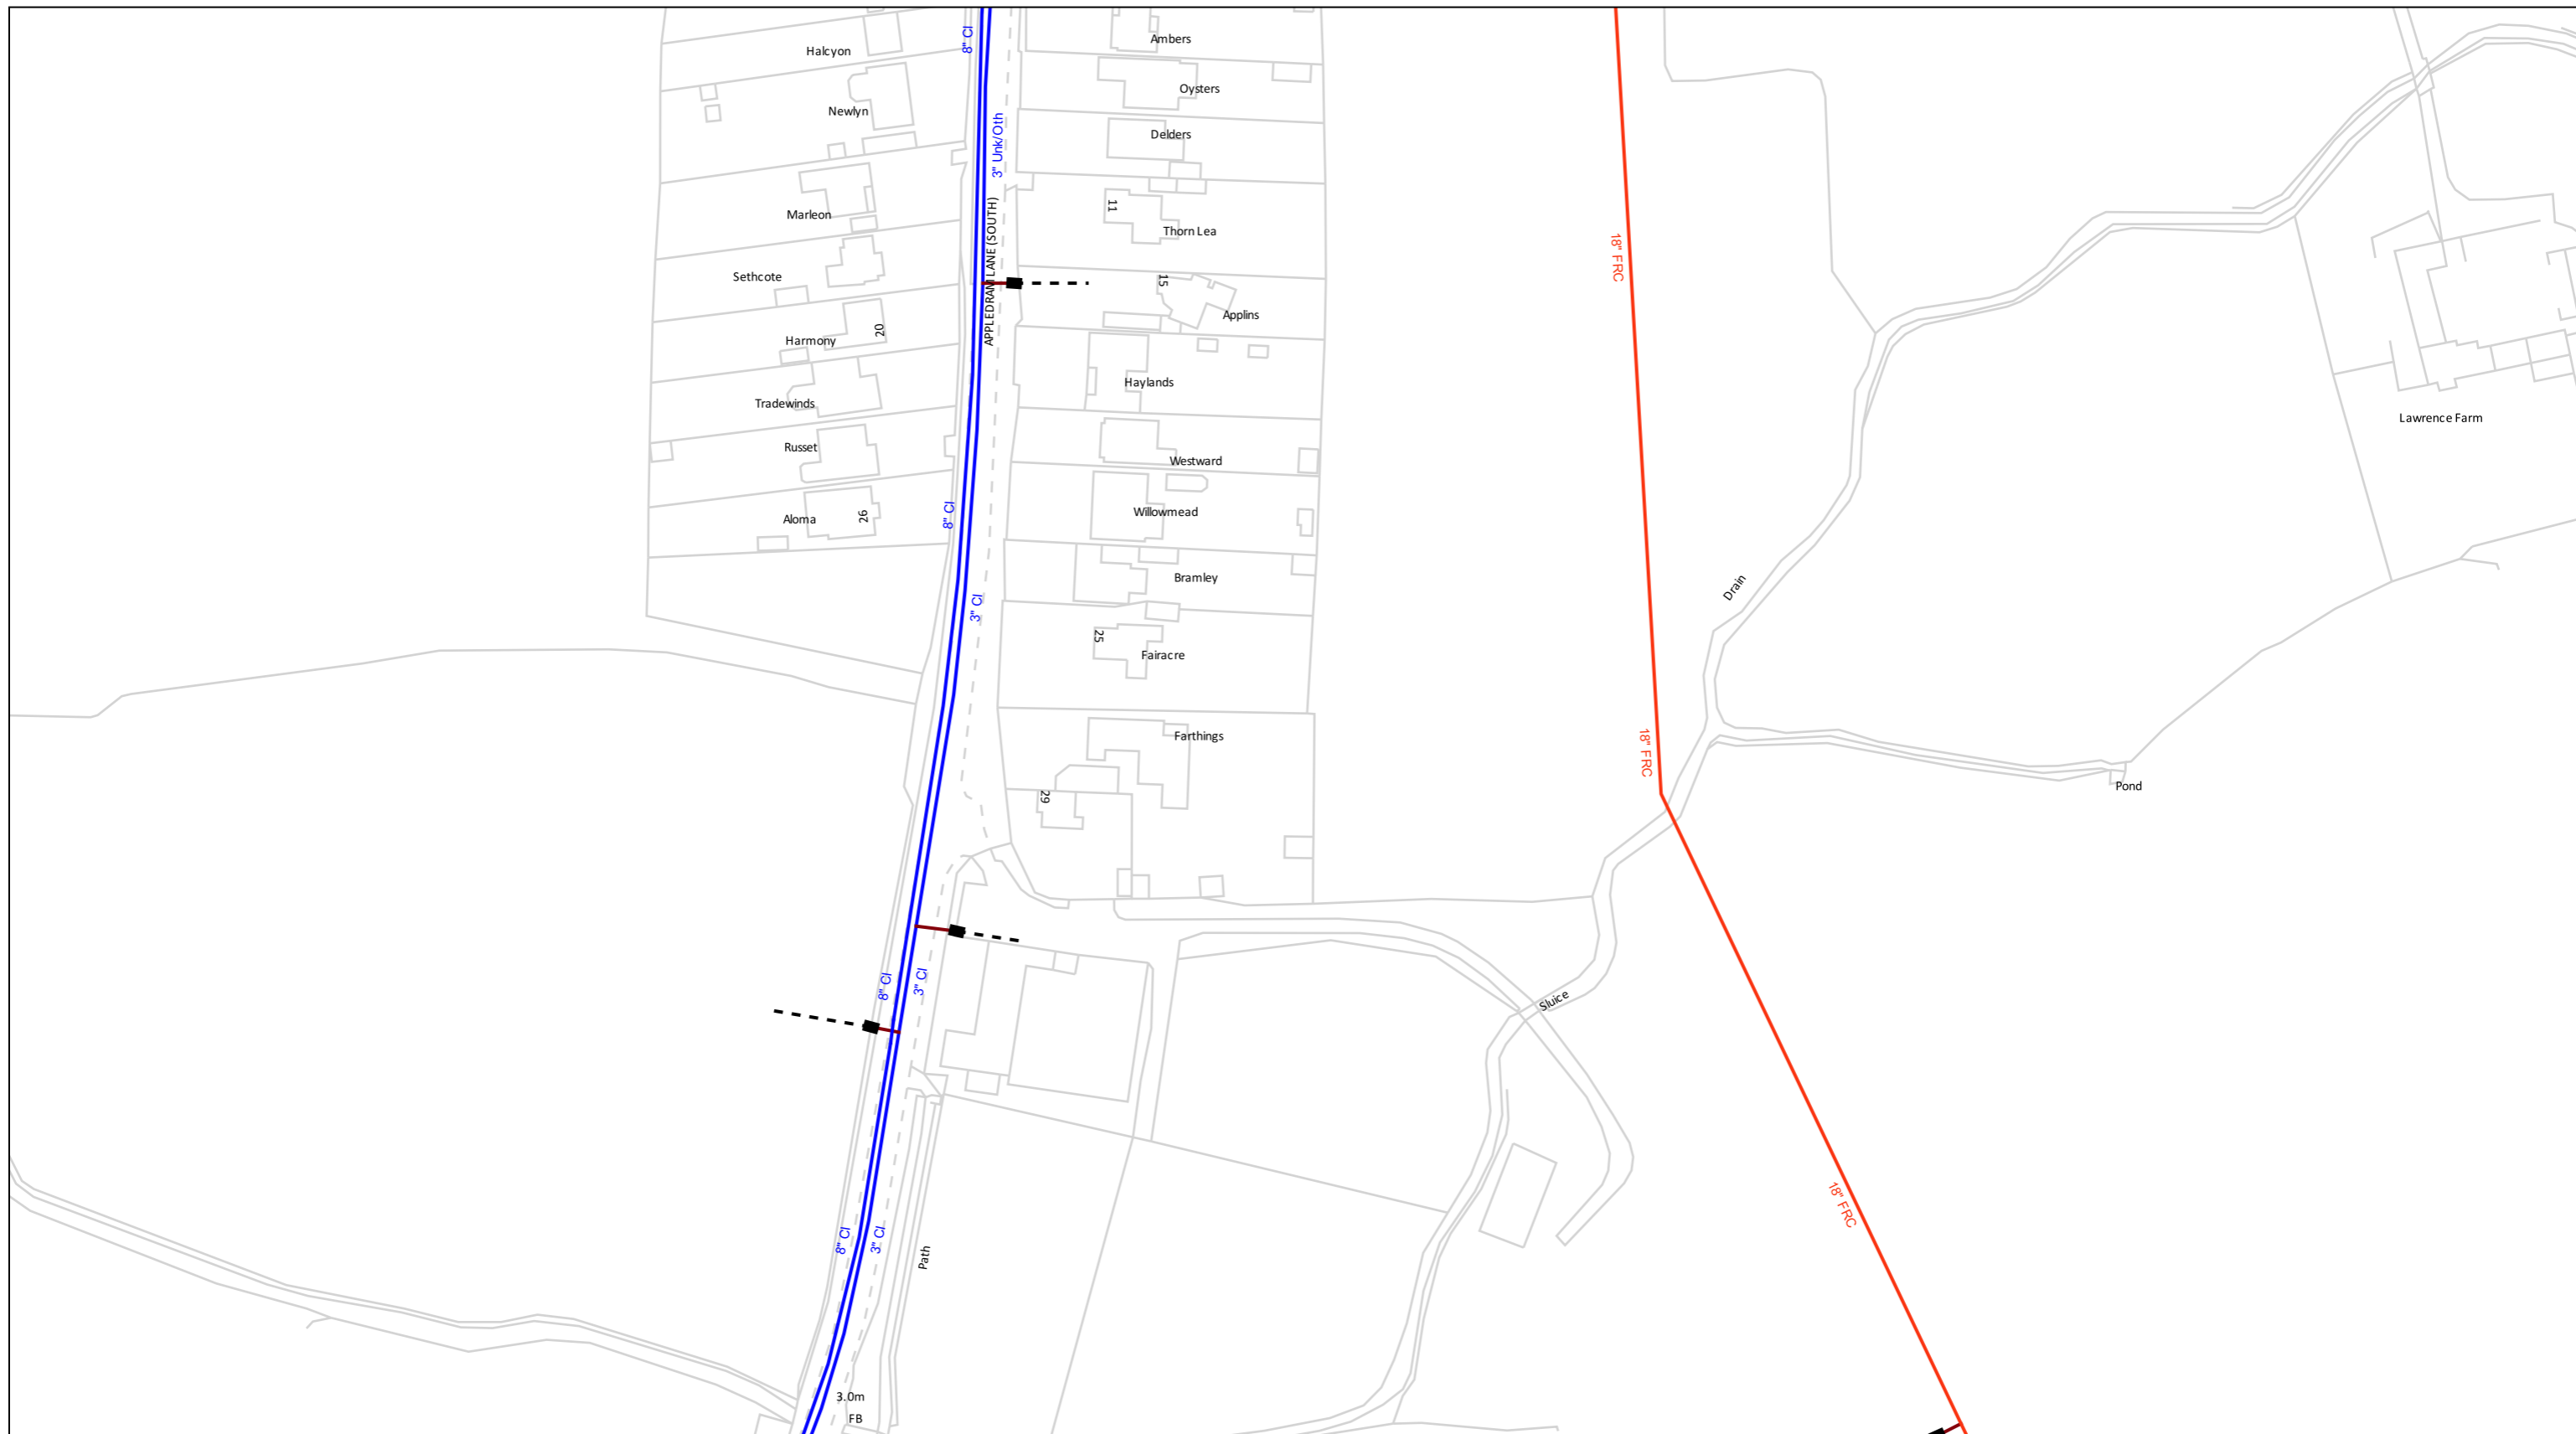 8" CI
Ambers
Halcyon
Oysters
Newlyn
3" Unk/Oth
Delders
11
Marleon
Thorn Lea
APPLEDRAM LANE (SOUTH)
18" FRC
Sethcote
15
Applins
20
Harmony
Haylands
Tradewinds
Lawrence Farm
Russet
Westward
8" CI
Willowmead
26
Aloma
Bramley
Drain
3" CI
25
Fairacre
Farthings
18" FRC
29
Pond
8" CI
3" CI
Sluice
18" FRC
8" CI
3" CI
Path
3.0m
FB